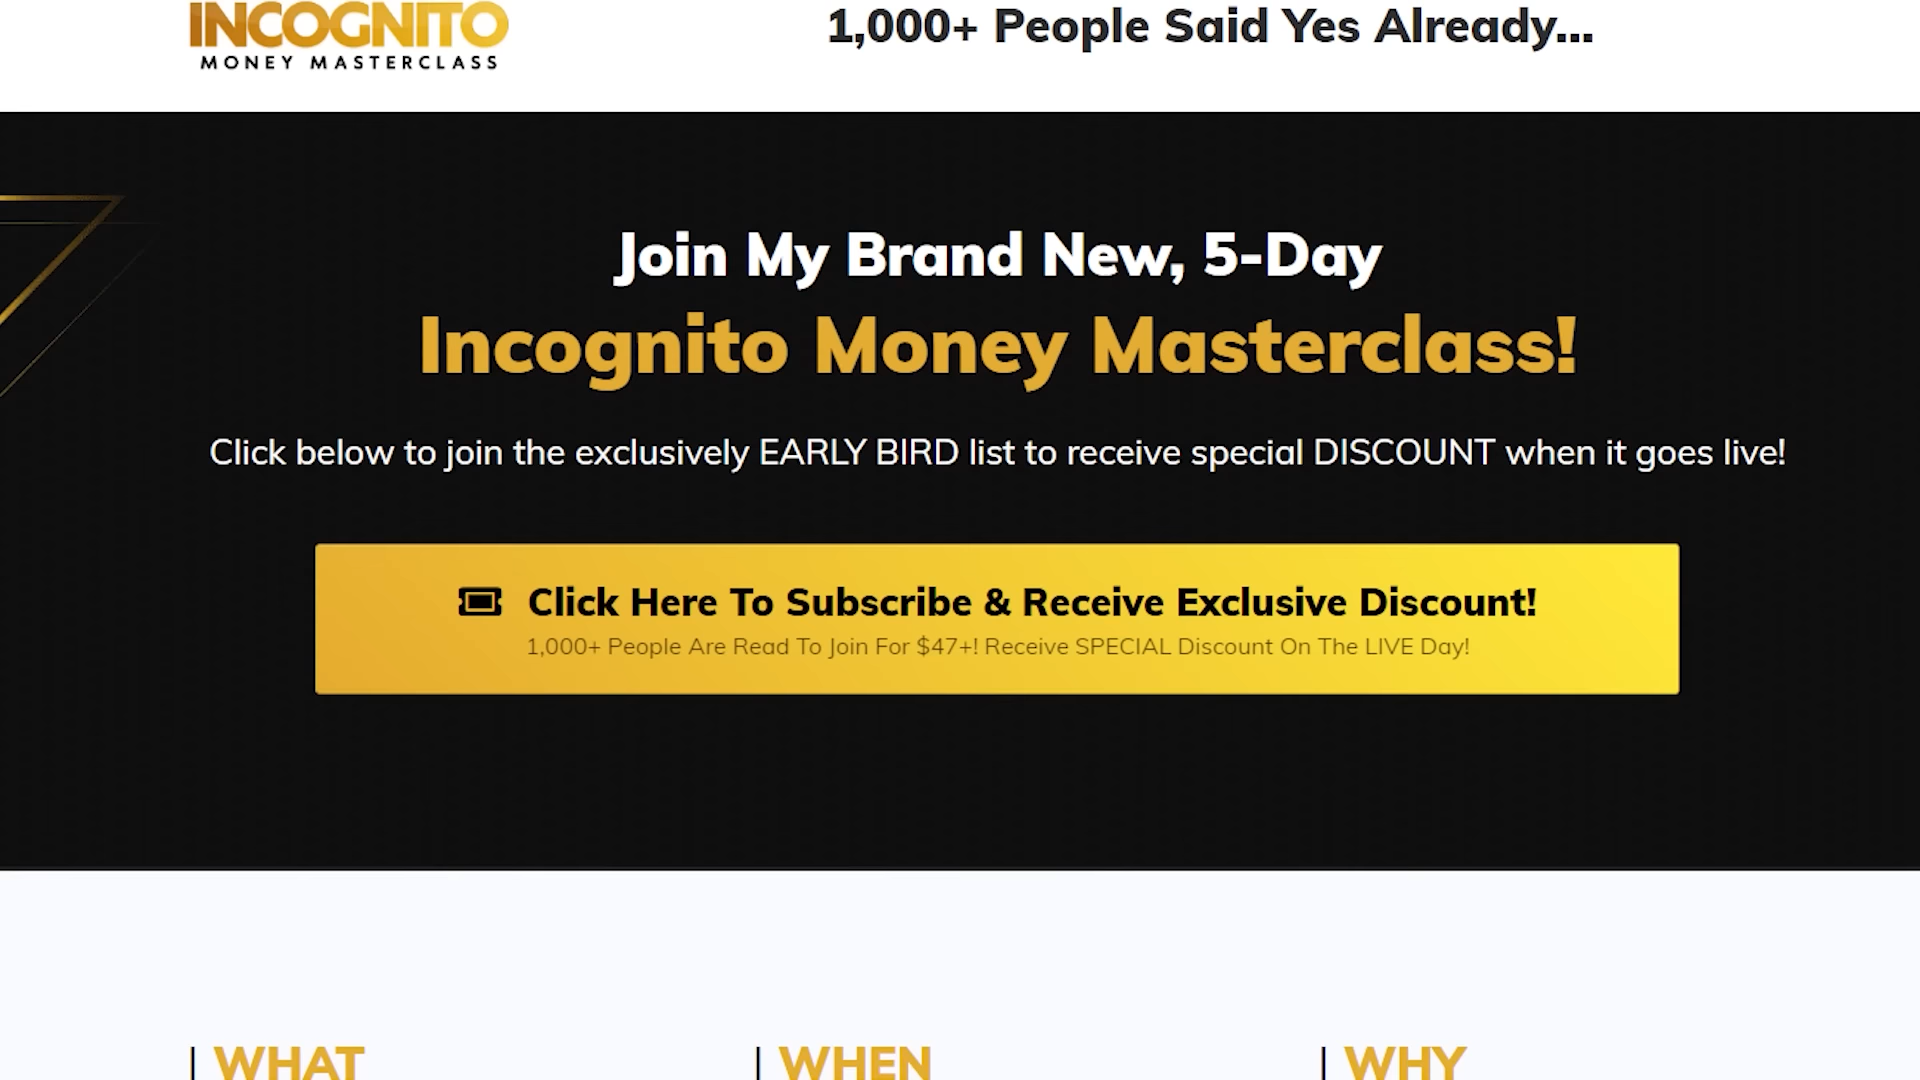 INCOGNITO
MONEY MASTERCLASS
1,000+ People Said Yes Already...
Join My Brand New, 5-Day
Incognito Money Masterclass!
Click below to join the exclusively EARLY BIRD list to receive special DISCOUNT when it goes live!
Click Here To Subscribe & Receive Exclusive Discount!
1,000+ People Are Read To Join For $47+! Receive SPECIAL Discount On The LIVE Day!
WHAT
WHEN
WHY